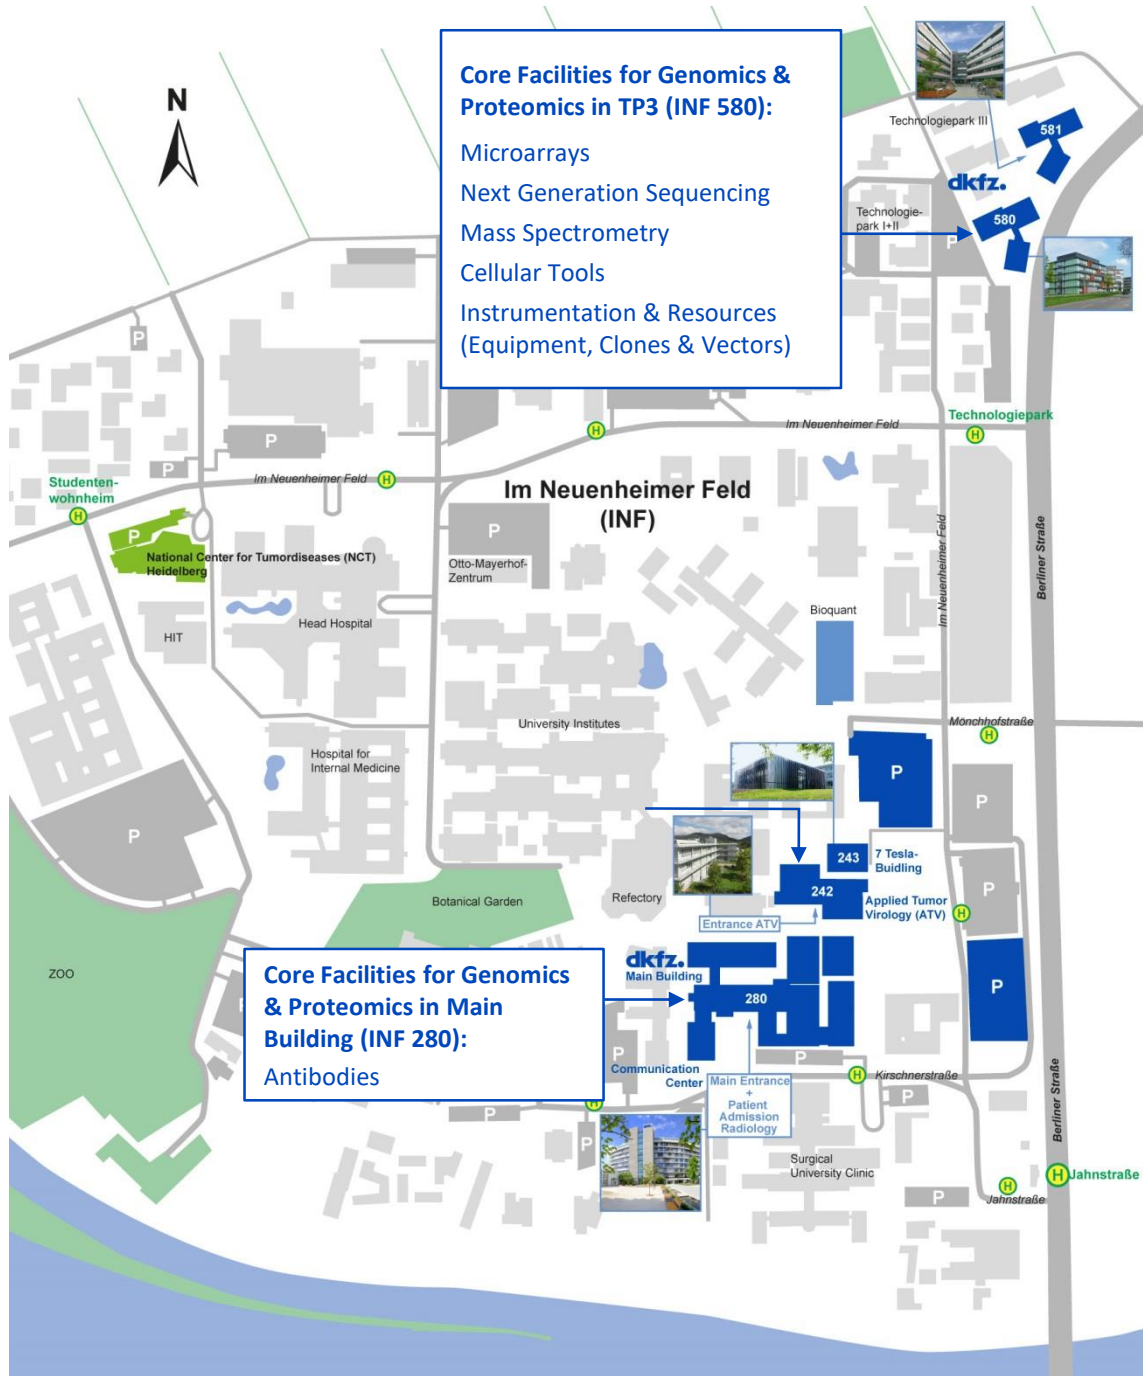 N
Core Facilities for Genomics &
Proteomics in TP3 (INF 580):
Microarrays
Next Generation Sequencing
Mass Spectrometry
Cellular Tools
Instrumentation & Resources
(Equipment, Clones & Vectors)
Technologiepark III
581
dkfz.
Technologie-
park I+II
580
P
P
Technologiepark
H
H
Im Neuenheimer Feld
P
P
Im Neuenheimer Feld
H
Studenten-
wohnheim
H
Im Neuenheimer Feld
(INF)
P
P
National Center for Tumordiseases (NCT)
Heidelberg
Otto-Mayerhof-
Zentrum
Im Neuenheimer Feld
Berliner Straße
HIT
Head Hospital
Bioquant
University Institutes
Mönchhofstraße
H
Hospital for
Internal Medicine
P
P
P
243
7 Tesla-
Buidling
P
242
Refectory
Botanical Garden
Applied Tumor
Virology (ATV)
H
Entrance ATV
dkfz.
Main Building
ZOO
Core Facilities for Genomics
& Proteomics in Main
Building (INF 280):
Antibodies
280
P
P
P
P
Communication
Center
Main Entrance
+
Patient
Admission
Radiology
H
Kirschnerstraße
H
P
P
P
Berliner Straße
Surgical
University Clinic
H
Jahnstraße
H
Jahnstraße
P